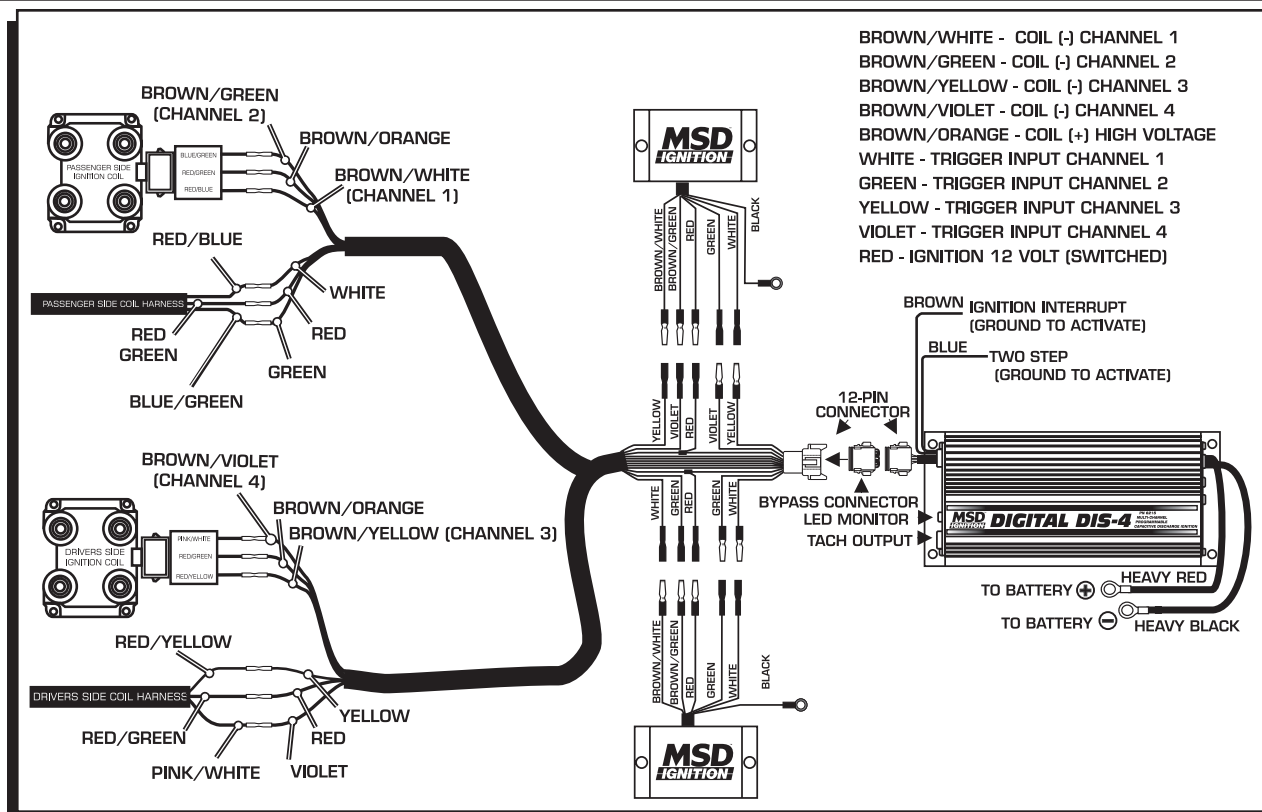 BROWN/WHITE - COIL (-) CHANNEL 1
BROWN/GREEN - COIL (-) CHANNEL 2
BROWN/YELLOW - COIL (-) CHANNEL 3
BROWN/VIOLET - COIL (-) CHANNEL 4
BROWN/ORANGE - COIL (+) HIGH VOLTAGE
WHITE - TRIGGER INPUT CHANNEL 1
GREEN - TRIGGER INPUT CHANNEL 2
YELLOW - TRIGGER INPUT CHANNEL 3
VIOLET - TRIGGER INPUT CHANNEL 4
RED - IGNITION 12 VOLT (SWITCHED)
BROWN/GREEN
(CHANNEL 2)
BROWN/ORANGE
BROWN/WHITE
(CHANNEL 1)
PASSENGER SIDE
IGNITION COIL
BLUE/GREEN
RED/GREEN
RED/BLUE
RED/BLUE
WHITE
PASSENGER SIDE COIL HARNESS
RED
GREEN
RED
GREEN
BLUE/GREEN
BROWN/VIOLET
(CHANNEL 4)
BROWN/ORANGE
BROWN/YELLOW (CHANNEL 3)
DRIVERS SIDE
IGNITION COIL
PINK/WHITE
RED/GREEN
RED/YELLOW
RED/YELLOW
YELLOW
DRIVERS SIDE COIL HARNESS
RED/GREEN
RED
PINK/WHITE
VIOLET
MSD
IGNITION
BROWN/WHITE
BROWN/GREEN
RED
GREEN
WHITE
BLACK
YELLOW
VIOLET
RED
VIOLET
YELLOW
WHITE
GREEN
RED
GREEN
WHITE
BROWN/WHITE
BROWN/GREEN
RED
GREEN
WHITE
BLACK
MSD
IGNITION
BROWN
IGNITION INTERRUPT
(GROUND TO ACTIVATE)
BLUE
TWO STEP
(GROUND TO ACTIVATE)
12-PIN
CONNECTOR
BYPASS CONNECTOR
LED MONITOR
TACH OUTPUT
MSD
IGNITION
DIGITAL DIS-4
MULTI-CHANNEL
PROGRAMMABLE
CAPACITIVE DISCHARGE IGNITION
TO BATTERY +
HEAVY RED
TO BATTERY -
HEAVY BLACK